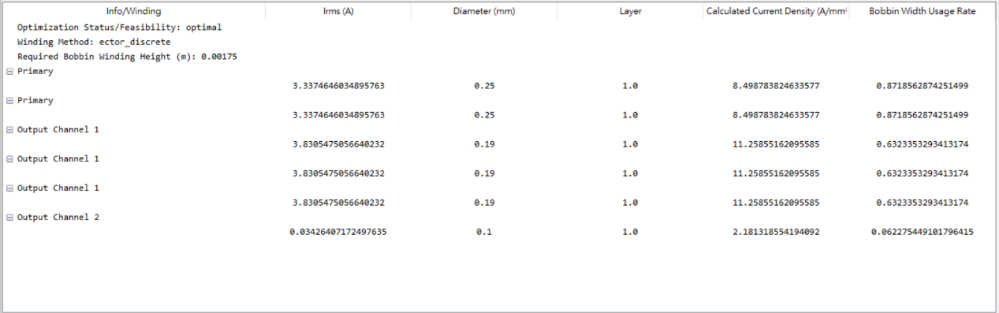 Info/Winding Irms (A) Diameter (mm) Layer Calculated Current Density (A/mm² Bobbin Width Usage Rate
Optimization Status/Feasibility: optimal
Winding Method: ector_discrete
Required Bobbin Winding Height (m): 0.00175
Primary
3.3374646034895763 0.25 1.0 8.498783824633577 0.8718562874251499
Primary
3.3374646034895763 0.25 1.0 8.498783824633577 0.8718562874251499
Output Channel 1
3.8305475056640232 0.19 1.0 11.25855162095585 0.6323353293413174
Output Channel 1
3.8305475056640232 0.19 1.0 11.25855162095585 0.6323353293413174
Output Channel 1
3.8305475056640232 0.19 1.0 11.25855162095585 0.6323353293413174
Output Channel 2
0.03426407172497635 0.1 1.0 2.181318554194092 0.062275449101796415